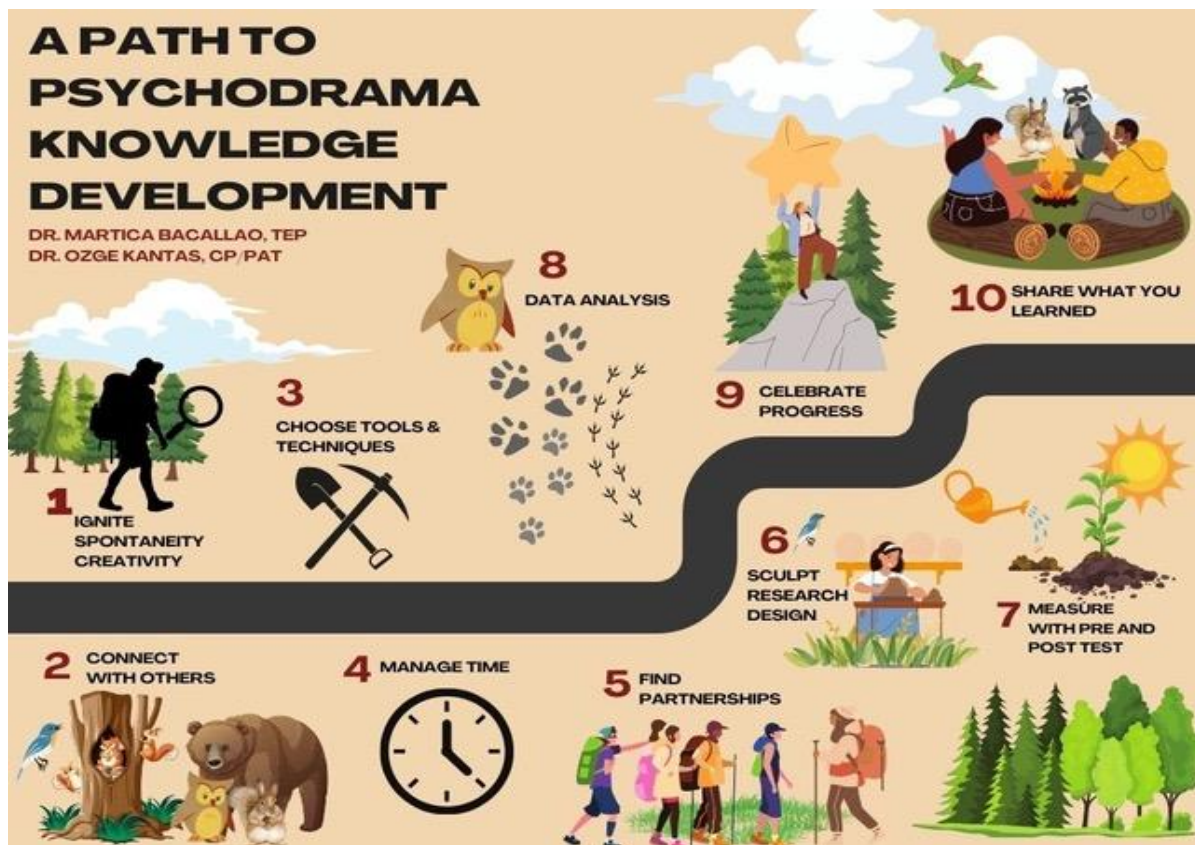 A PATH TO
PSYCHODRAMA
KNOWLEDGE
DEVELOPMENT
DR. MARTICA BACALLAO, TEP
DR. OZGE KANTAS, CP/PAT
1
IGNITE
SPONTANEITY
CREATIVITY
2 CONNECT
WITH OTHERS
3
CHOOSE TOOLS &
TECHNIQUES
4 MANAGE TIME
5 FIND
PARTNERSHIPS
6
SCULPT
RESEARCH
DESIGN
7 MEASURE
WITH PRE AND
POST TEST
8
DATA ANALYSIS
9 CELEBRATE
PROGRESS
10 SHARE WHAT YOU
LEARNED